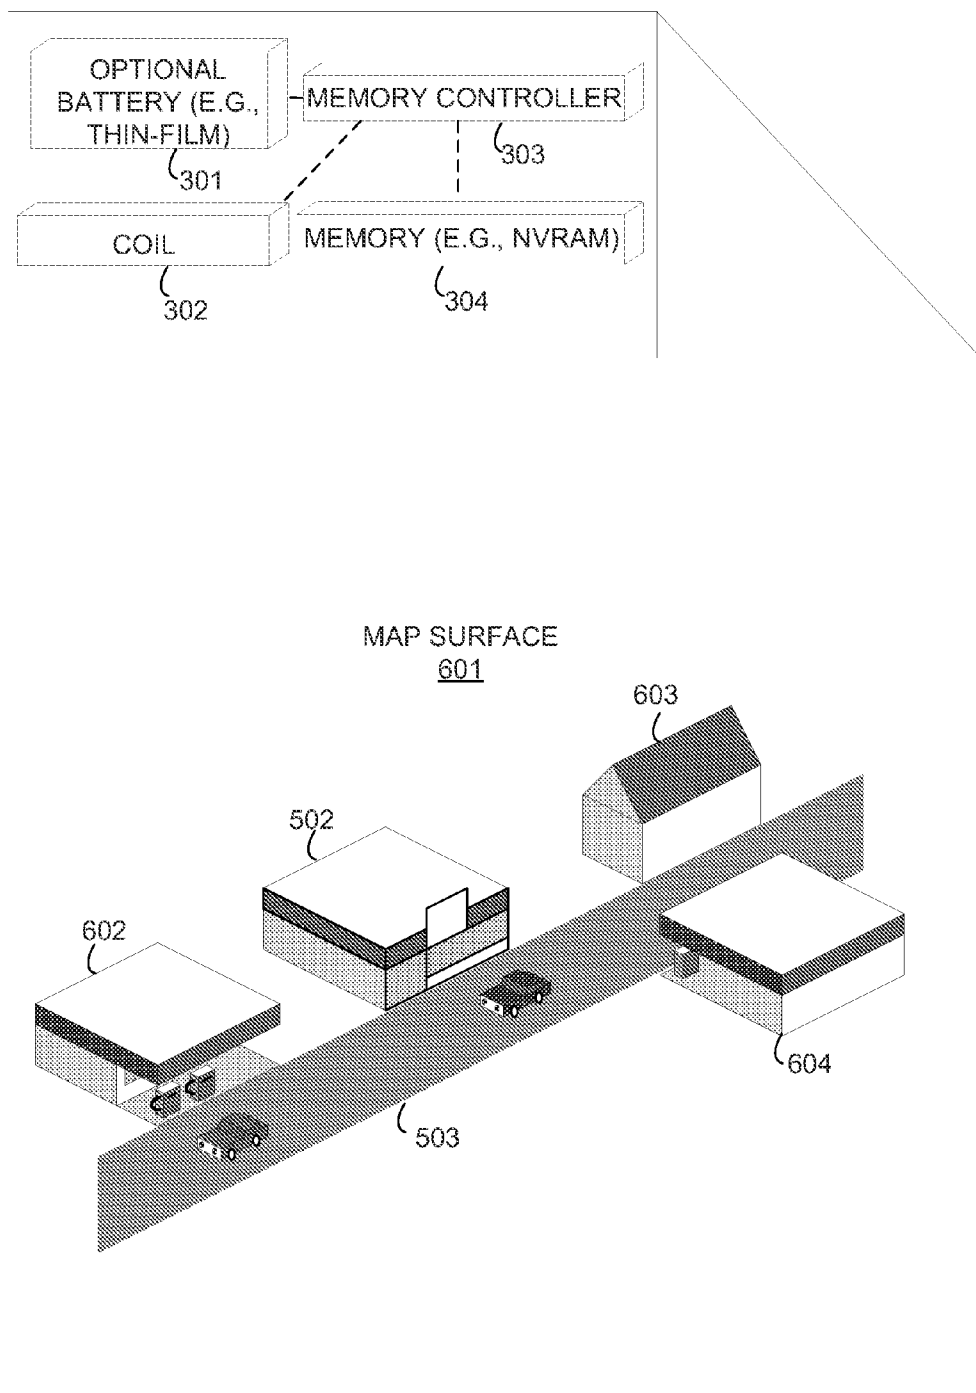 OPTIONAL
BATTERY (E.G.,
THIN-FILM)
301
MEMORY CONTROLLER
303
COIL
302
MEMORY (E.G., NVRAM)
304
MAP SURFACE
601
603
502
602
604
503